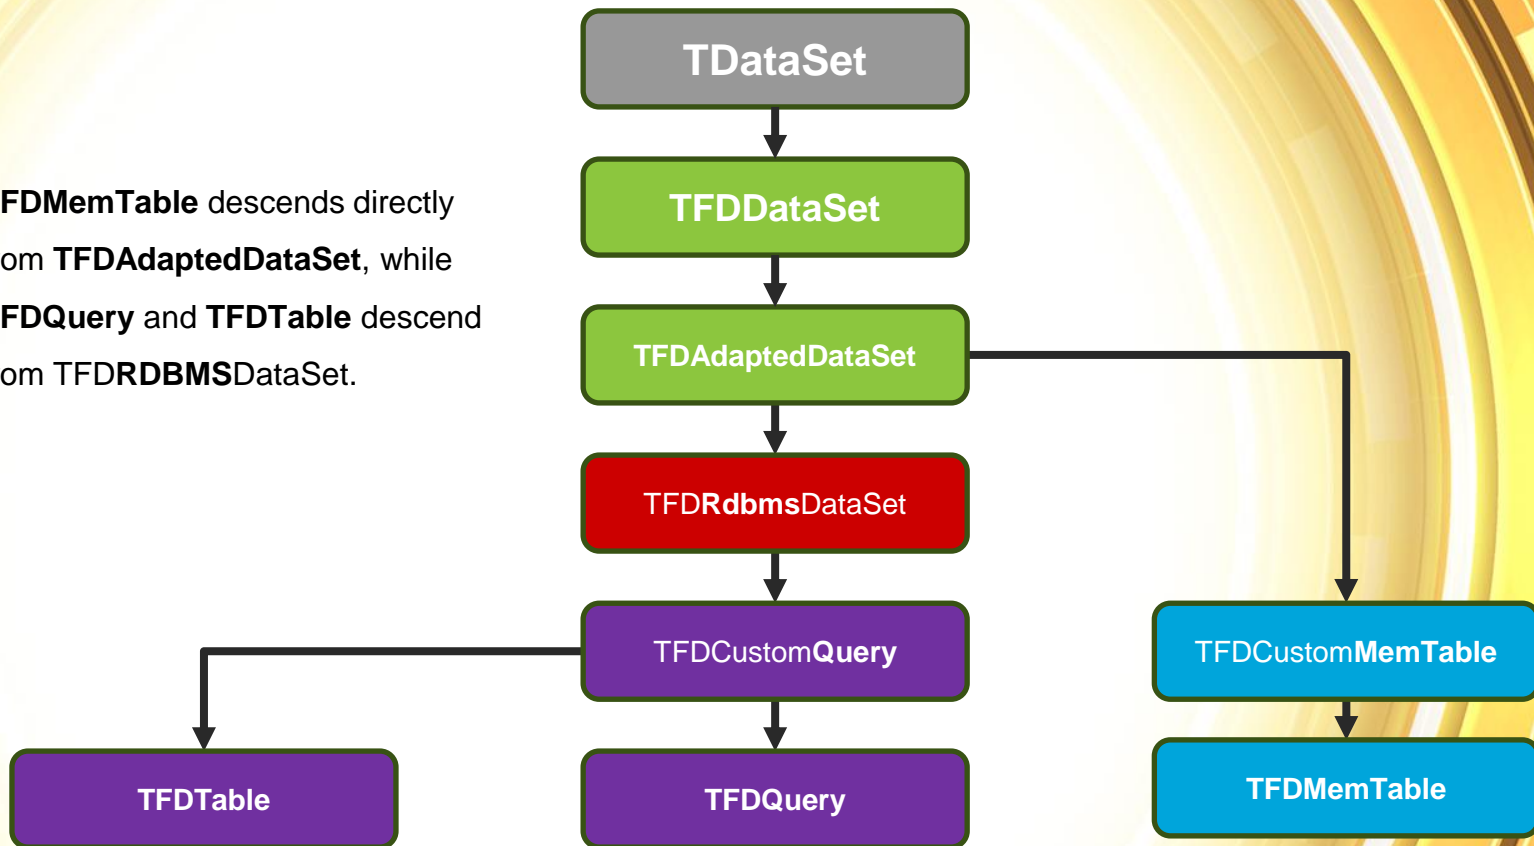 TDataSet
TFDDataSet
FDMemTable descends directly
om TFDAdaptedDataSet, while
FDQuery and TFDTable descend
om TFDRDBMSDataSet.
TFDAdaptedDataSet
TFDRdbmsDataSet
TFDCustomQuery
TFDCustomMemTable
TFDTable
TFDQuery
TFDMemTable